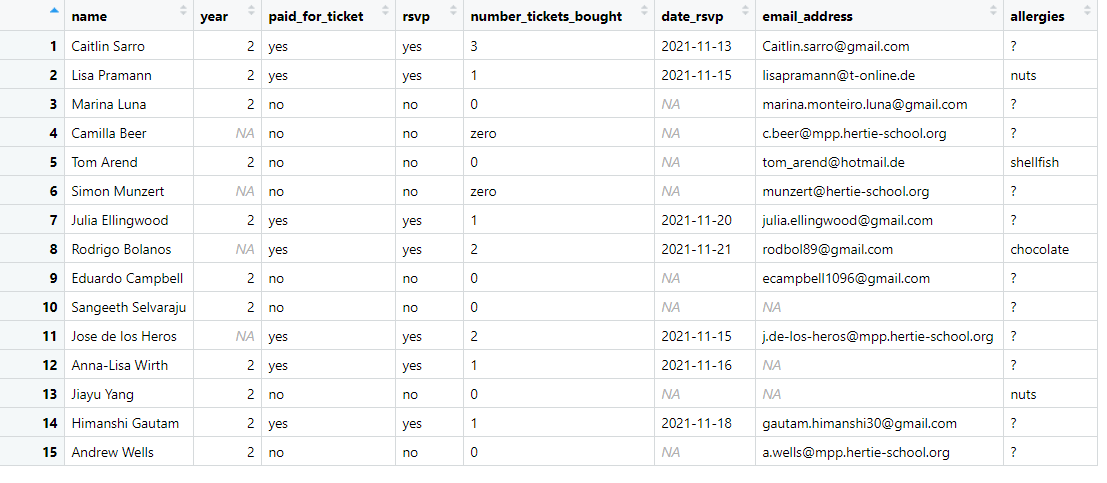 name year paid_for_ticket rsvp number_tickets_bought date_rsvp email_address allergies
1 Caitlin Sarro 2 yes yes 3 2021-11-13 Caitlin.sarro@gmail.com ?
2 Lisa Pramann 2 yes yes 1 2021-11-15 lisapramann@t-online.de nuts
3 Marina Luna 2 no no 0 NA marina.monteiro.luna@gmail.com ?
4 Camilla Beer NA no no zero NA c.beer@mpp.hertie-school.org ?
5 Tom Arend 2 no no 0 NA tom_arend@hotmail.de shellfish
6 Simon Munzert NA no no zero NA munzert@hertie-school.org ?
7 Julia Ellingwood 2 yes yes 1 2021-11-20 julia.ellingwood@gmail.com ?
8 Rodrigo Bolanos NA yes yes 2 2021-11-21 rodbol89@gmail.com chocolate
9 Eduardo Campbell 2 no no 0 NA ecampbell1096@gmail.com ?
10 Sangeeth Selvaraju 2 no no 0 NA NA ?
11 Jose de los Heros NA yes yes 2 2021-11-15 j.de-los-heros@mpp.hertie-school.org ?
12 Anna-Lisa Wirth 2 yes yes 1 2021-11-16 NA ?
13 Jiayu Yang 2 no no 0 NA NA nuts
14 Himanshi Gautam 2 yes yes 1 2021-11-18 gautam.himanshi30@gmail.com ?
15 Andrew Wells 2 no no 0 NA a.wells@mpp.hertie-school.org ?